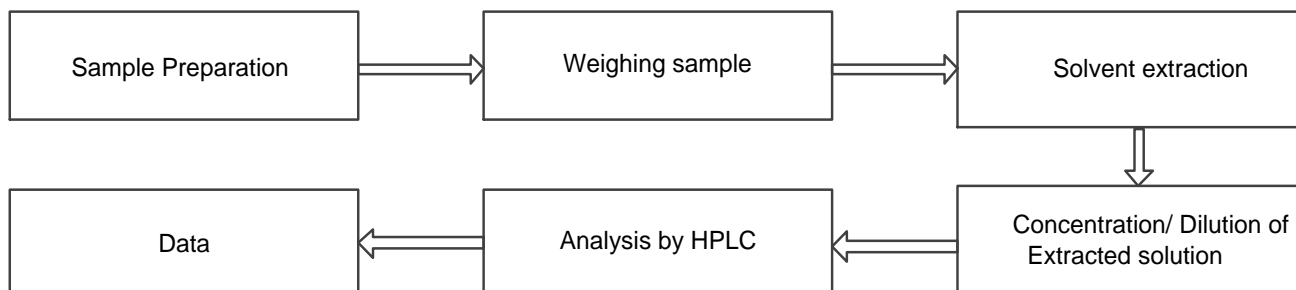 Sample Preparation
Weighing sample
Solvent extraction
Concentration/ Dilution of
Extracted solution
Analysis by HPLC
Data